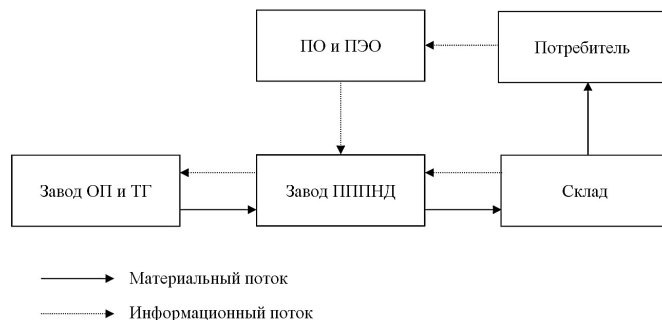 ПО и ПЭО
Потребитель
Завод ОП и ТГ
Завод ПППНД
Склад
Материальный поток
Информационный поток